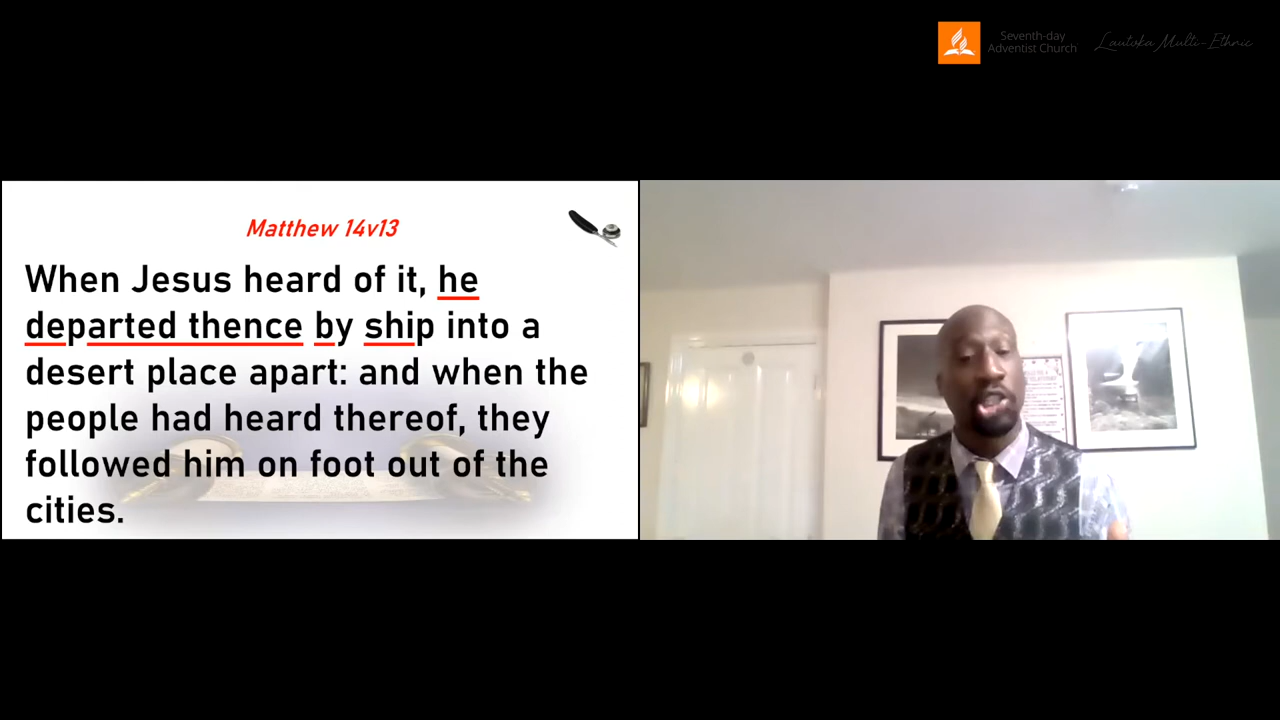 Seventh-day
Adventist Church
Lautoka Multi-Ethnic
Matthew 14v13
When Jesus heard of it, he
departed thence by ship into a
desert place apart: and when the
people had heard thereof, they
followed him on foot out of the
cities.